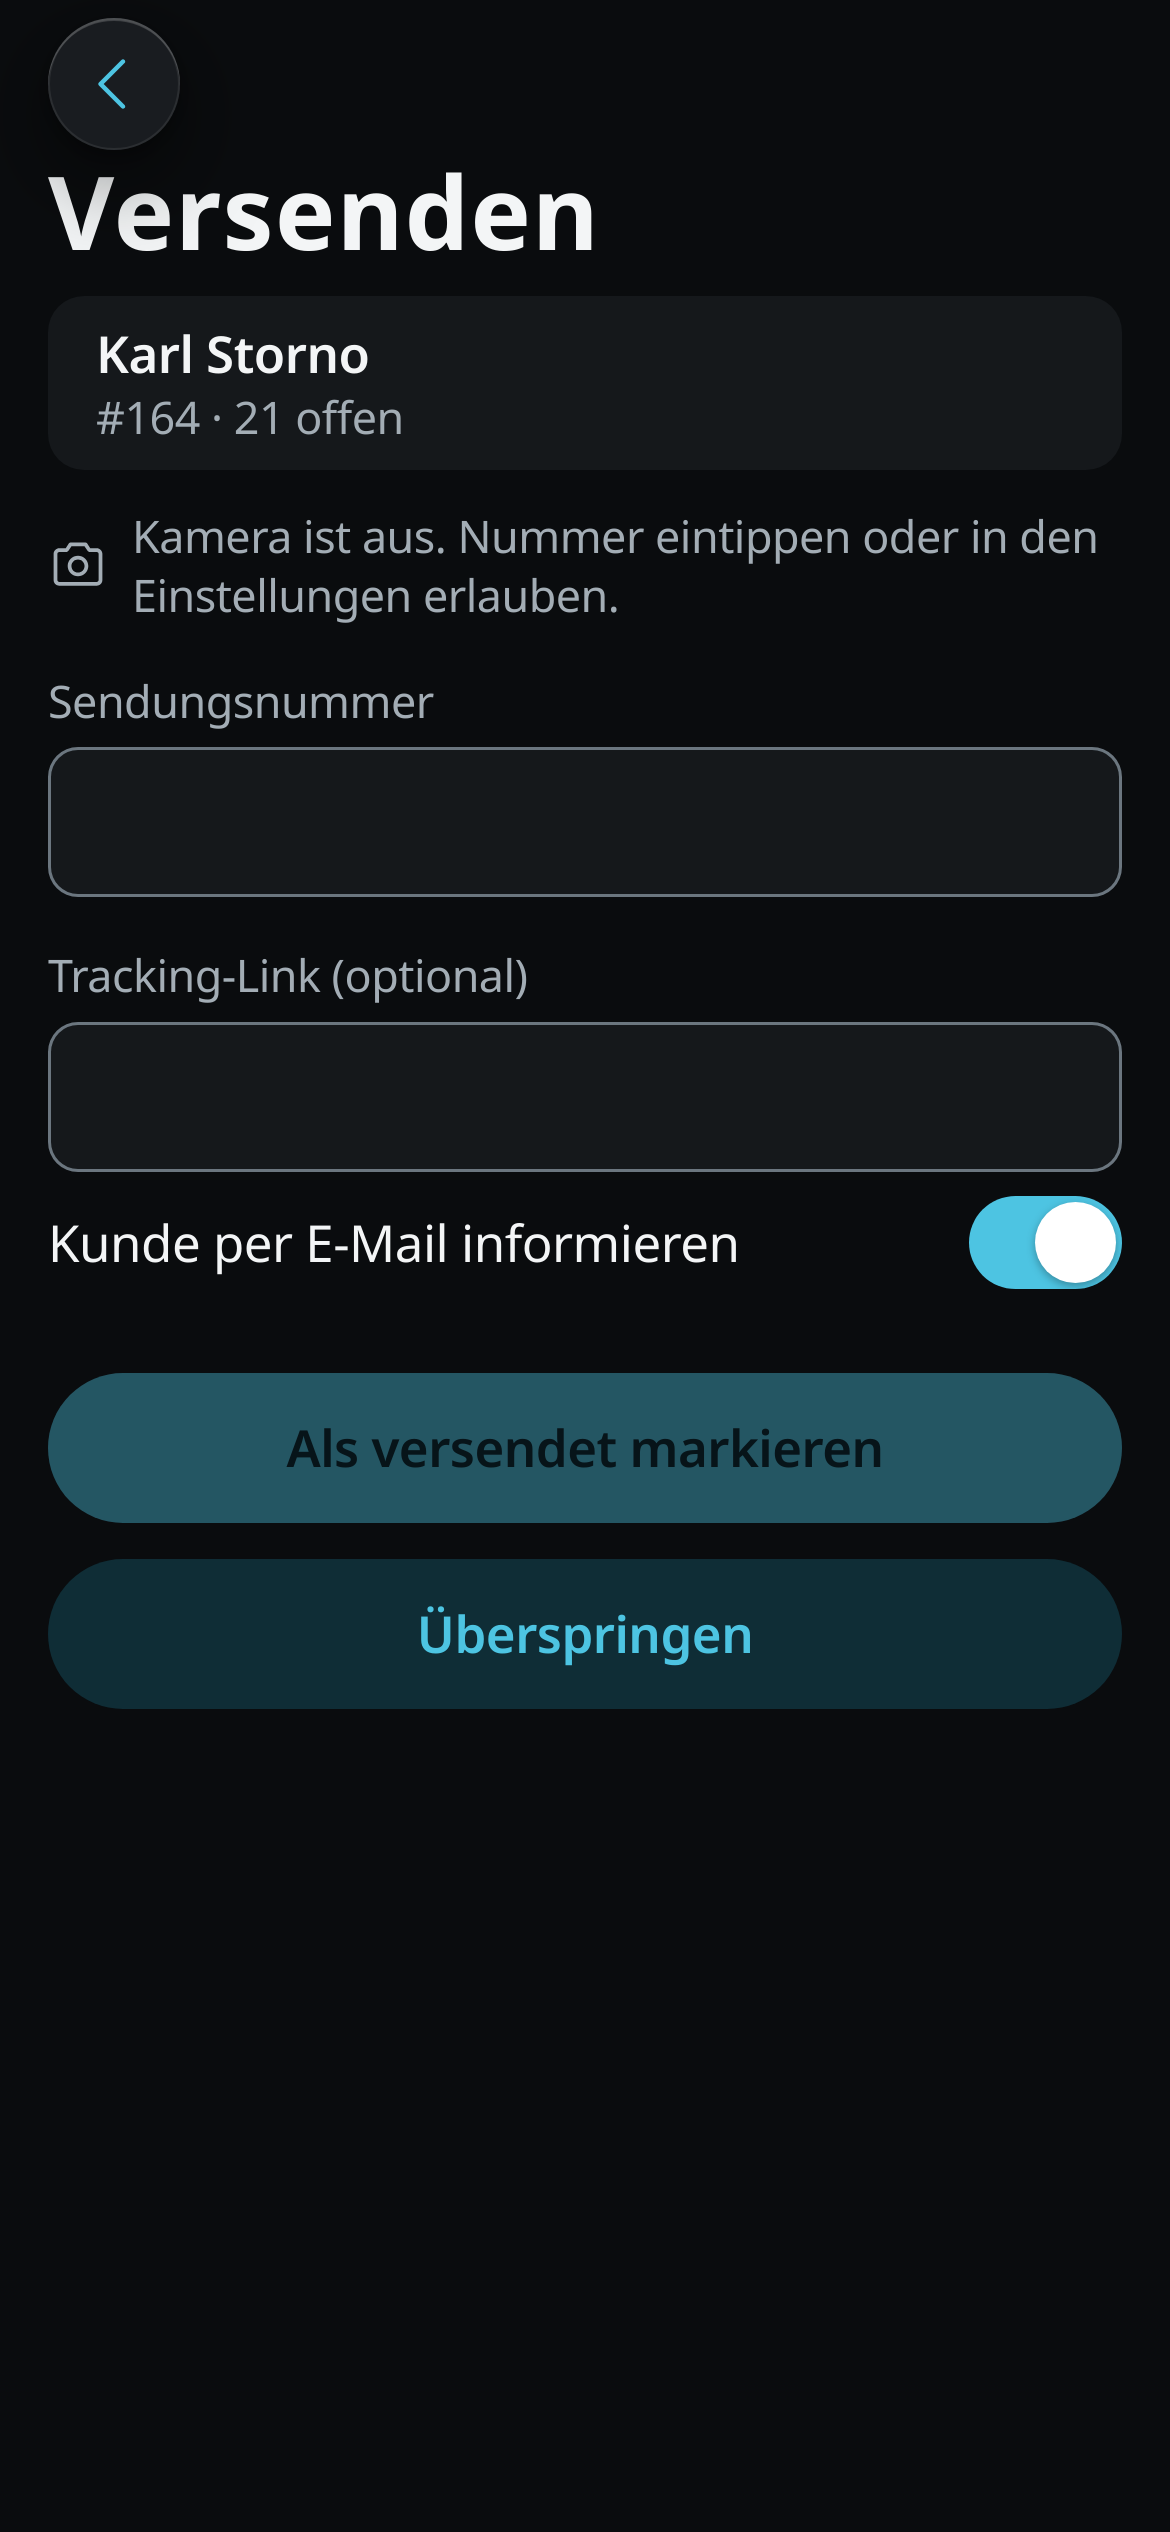 Versenden
Karl Storno
#164 · 21 offen
Kamera ist aus. Nummer eintippen oder in den
Einstellungen erlauben.
Sendungsnummer
Tracking-Link (optional)
Kunde per E-Mail informieren
Als versendet markieren
Überspringen